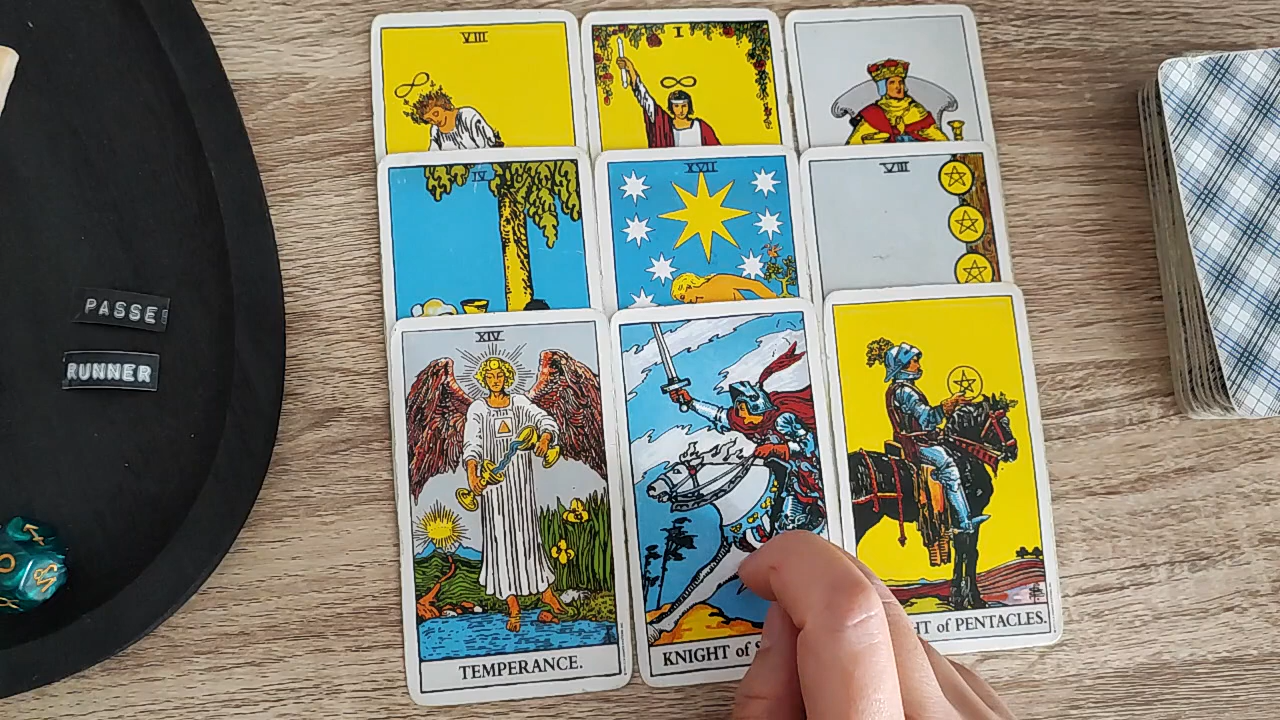 VIII
I
IV
XVII
VIII
PASSE
RUNNER
XIV
TEMPERANCE.
KNIGHT of
of PENTACLES.